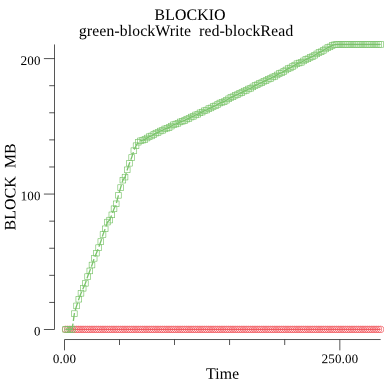 BLOCKIO
green-blockWrite red-blockRead
200
100
0
BLOCK MB
0.00
250.00
Time